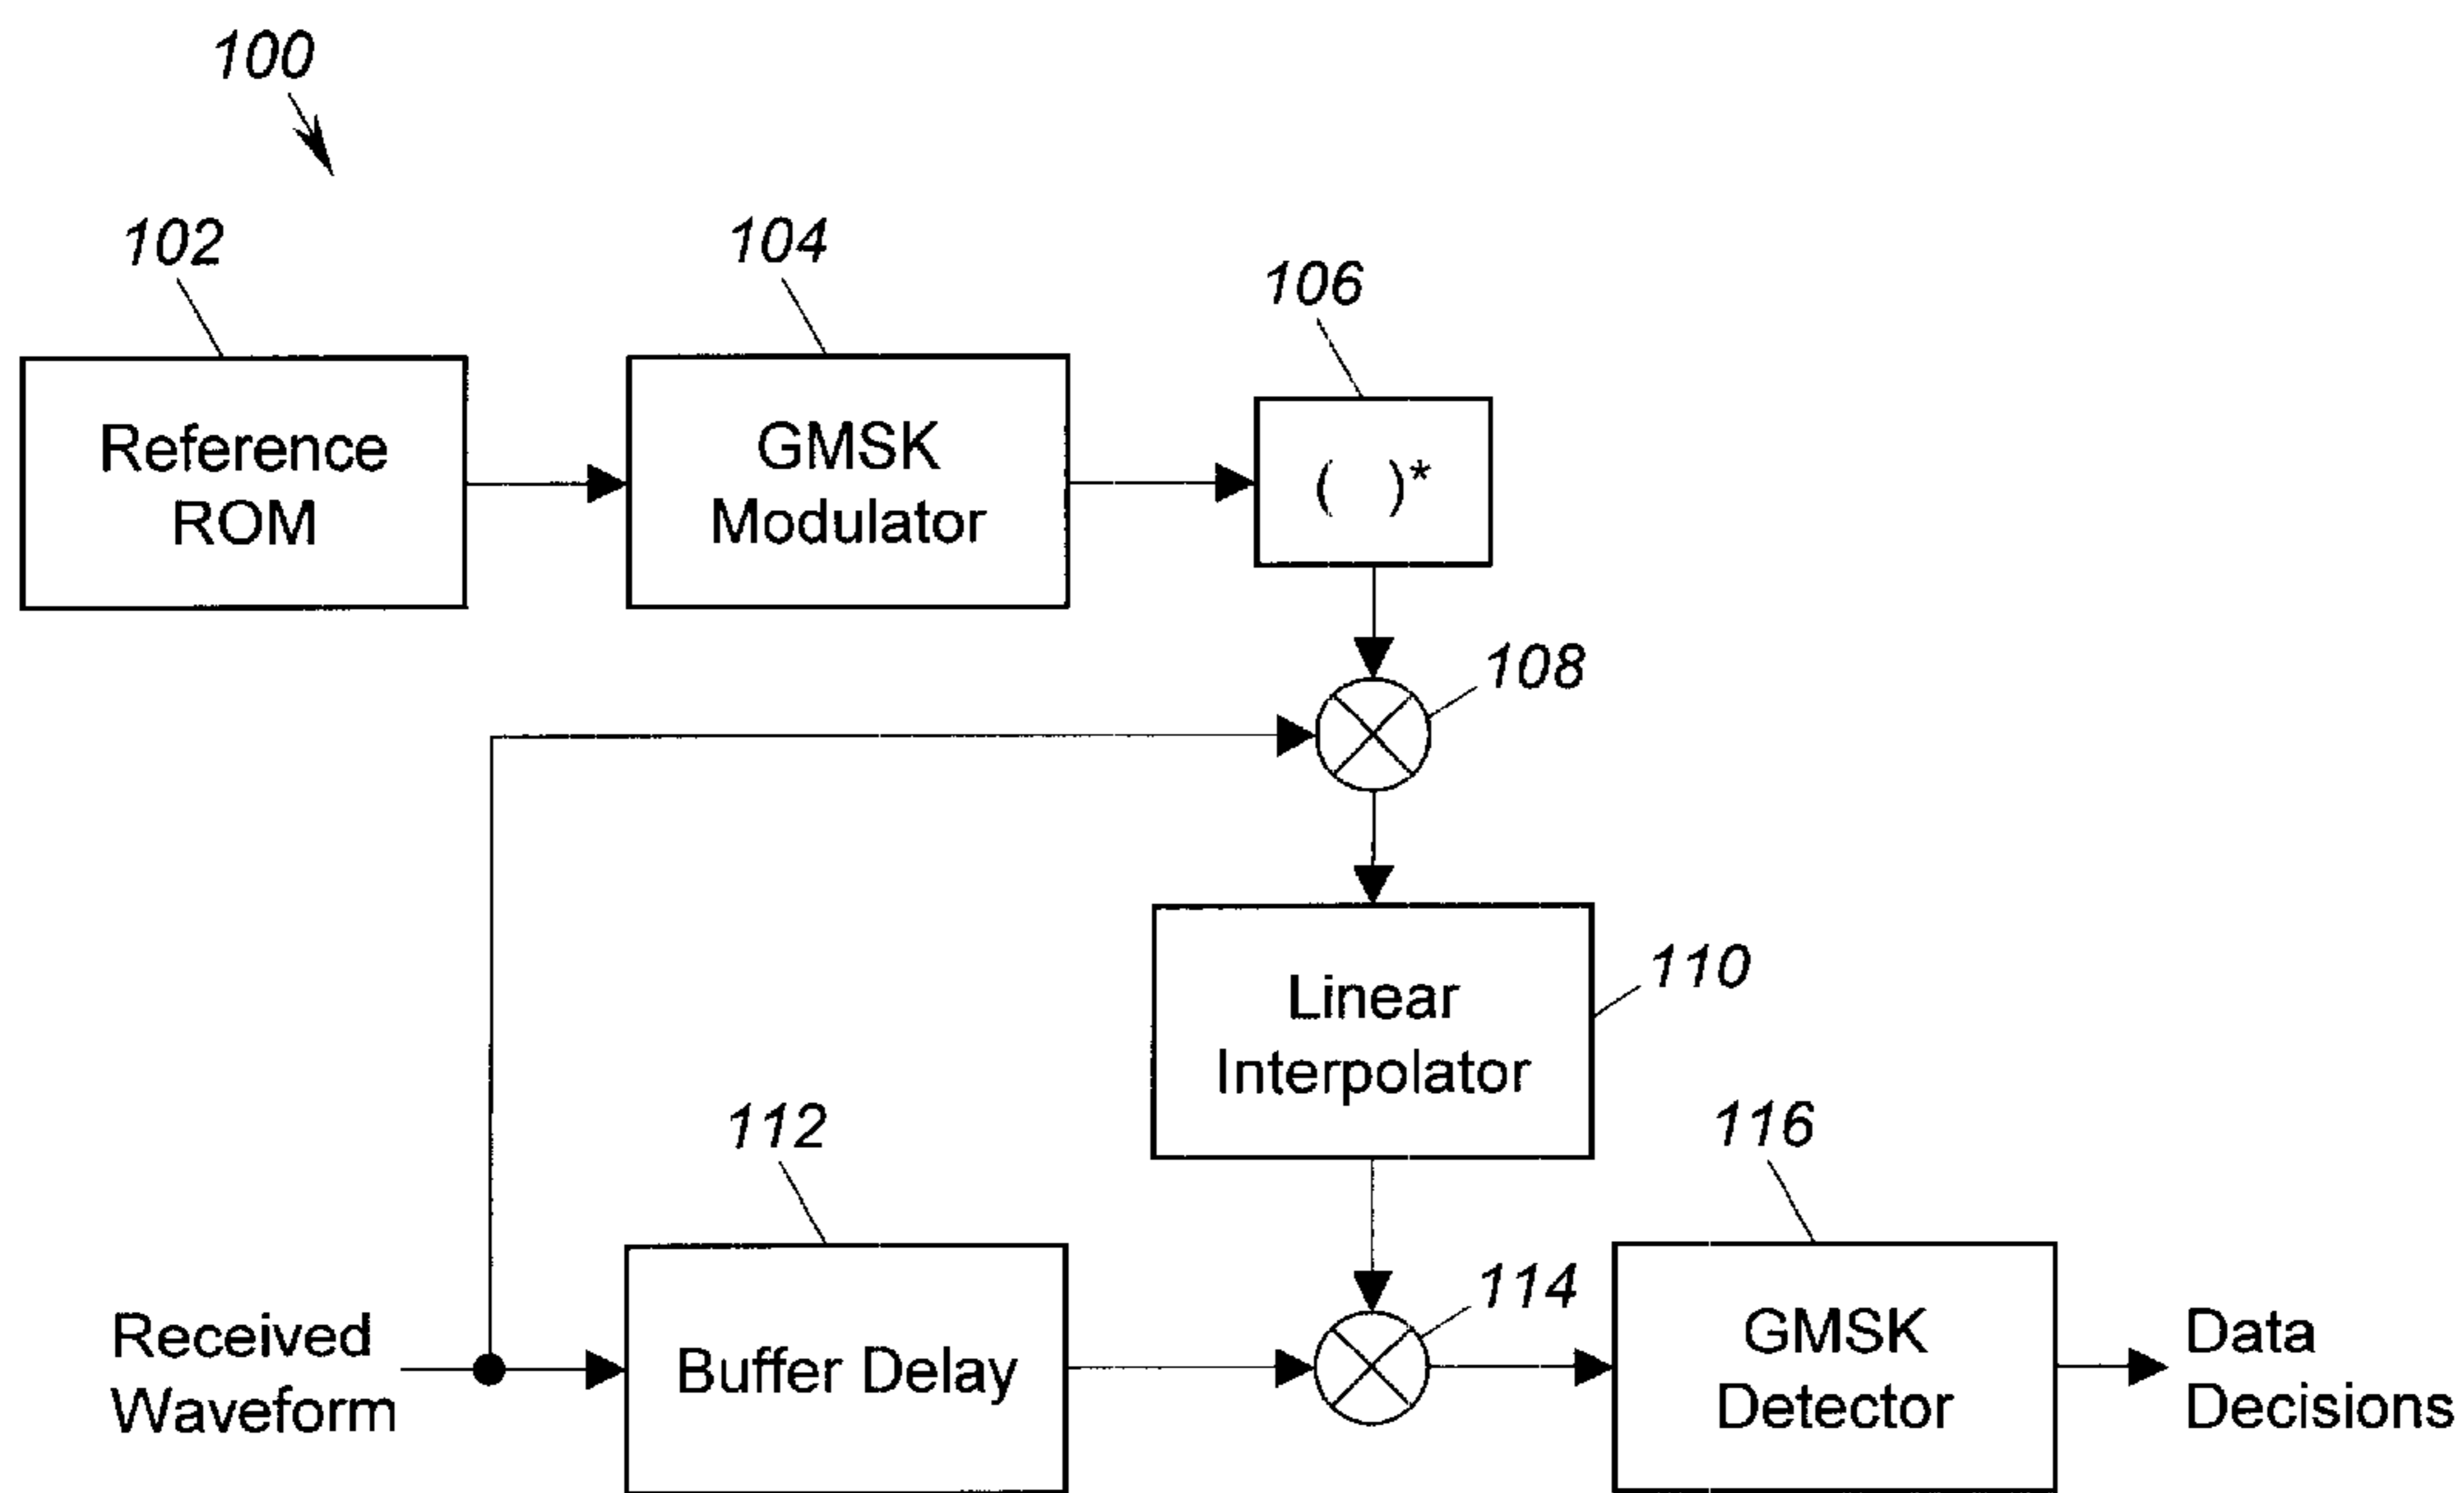 100
102
104
106
Reference
ROM
GMSK
Modulator
( )*
108
Linear
Interpolator
110
112
116
114
Received
Waveform
Buffer Delay
GMSK
Detector
Data
Decisions